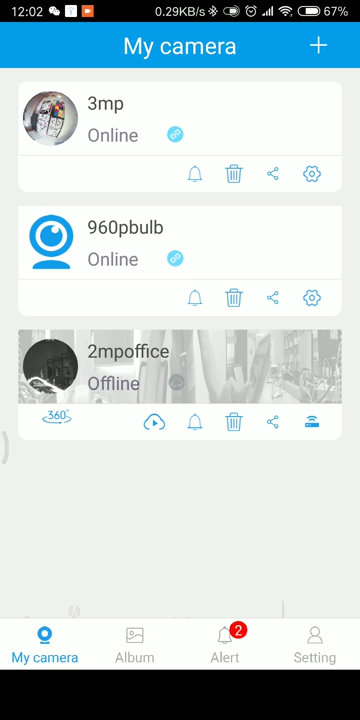 12:02
0.29KB/s
67%
My camera
3mp
Online
960pbulb
Online
2mpoffice
Offline
360°
2
My camera
Album
Alert
Setting